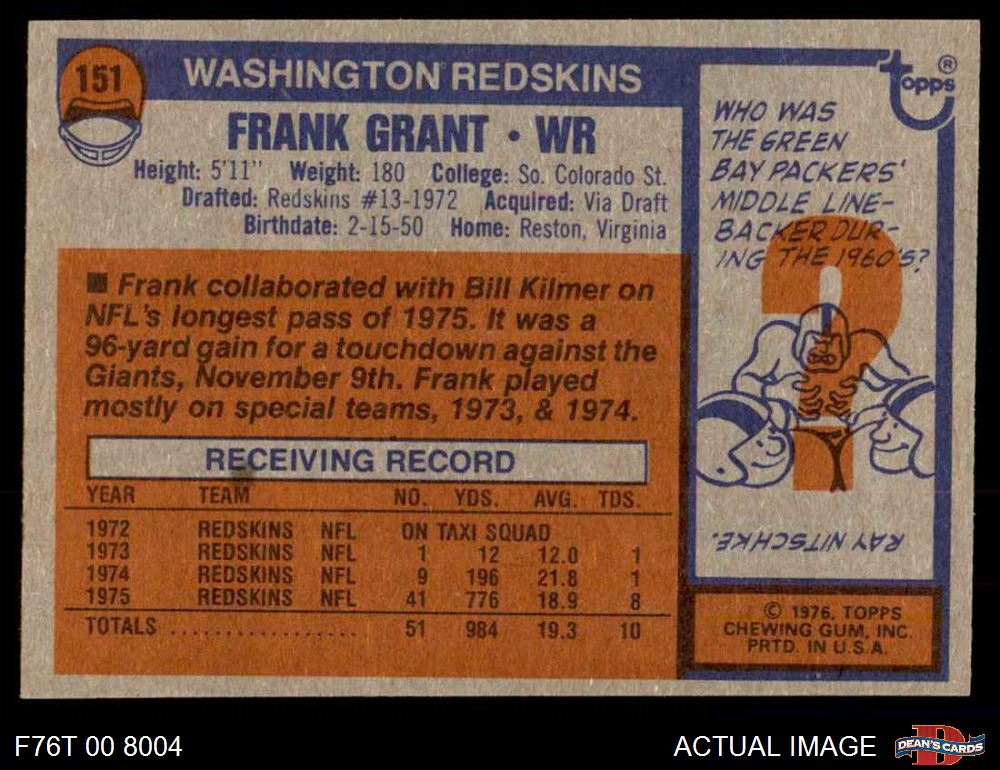 151
WASHINGTON REDSKINS
FRANK GRANT • WR
Height: 5'11" Weight: 180 College: So. Colorado St.
Drafted: Redskins #13-1972 Acquired: Via Draft
Birthdate: 2-15-50 Home: Reston, Virginia
■ Frank collaborated with Bill Kilmer on
NFL's longest pass of 1975. It was a
96-yard gain for a touchdown against the
Giants, November 9th. Frank played
mostly on special teams, 1973, & 1974.
RECEIVING RECORD
YEAR TEAM NO. YDS. AVG. TDS.
1972 REDSKINS NFL ON TAXI SQUAD
1973 REDSKINS NFL 1 12 12.0 1
1974 REDSKINS NFL 9 196 21.8 1
1975 REDSKINS NFL 41 776 18.9 8
TOTALS .................. 51 984 19.3 10
Topps®
WHO WAS
THE GREEN
BAY PACKERS'
MIDDLE LINE-
BACKER DUR-
ING THE 1960'S?
?
RAY NITSCHKE.
© 1976, TOPPS
CHEWING GUM, INC.
PRTD. IN U.S.A.
F76T 00 8004
ACTUAL IMAGE
DEAN'S CARDS